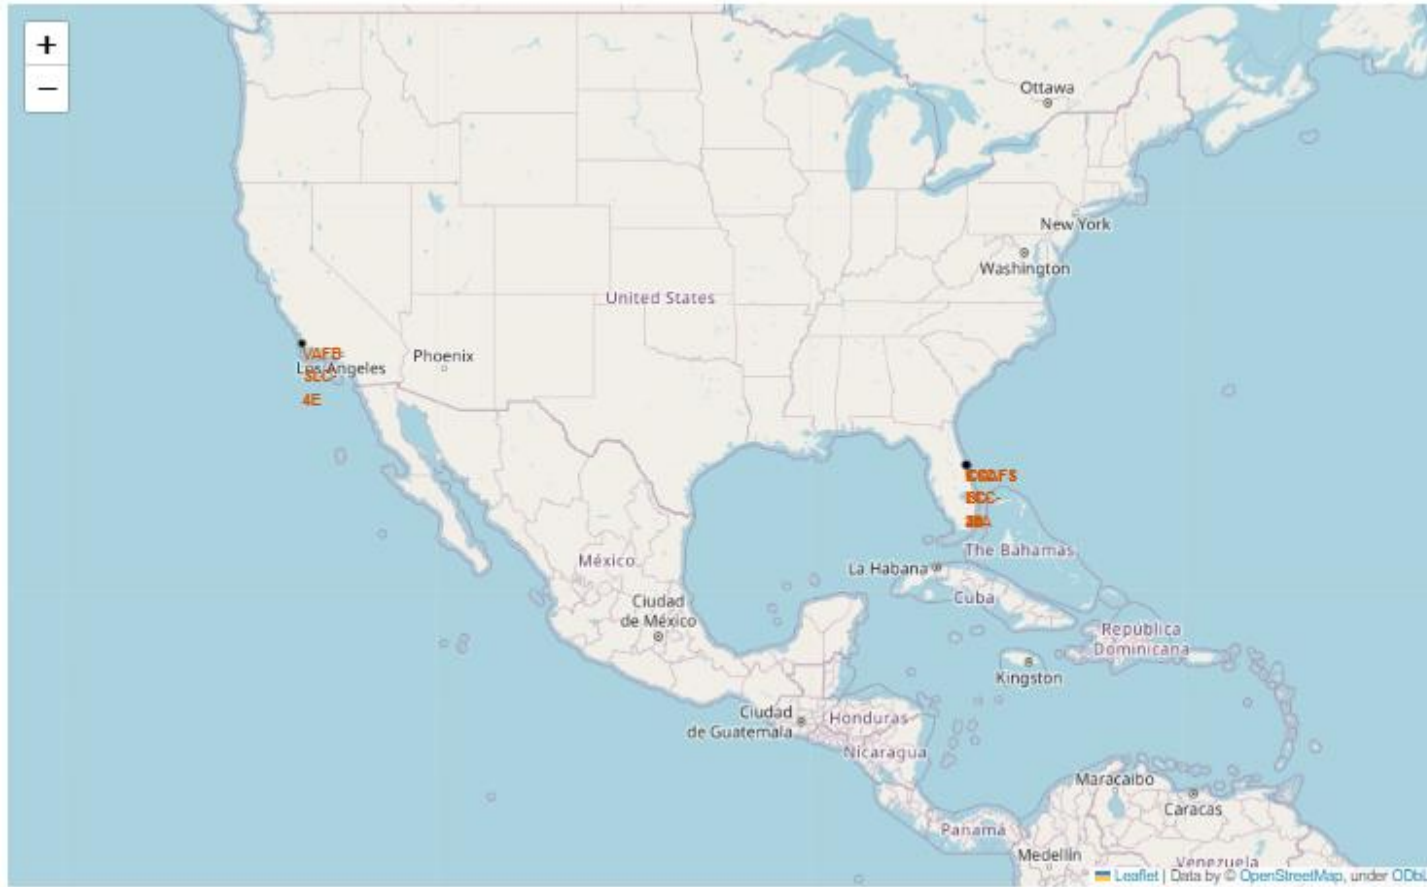 +
−
Ottawa
New York
Washington
United States
VAFB
Los Angeles
SLC-
4E
Phoenix
The Bahamas
La Habana
Cuba
México
Ciudad
de México
República
Dominicana
Kingston
Ciudad
de Guatemala
Honduras
Nicaragua
Maracaibo
Caracas
Panamá
Medellín
Venezuela
Leaflet | Data by © OpenStreetMap, under ODbL